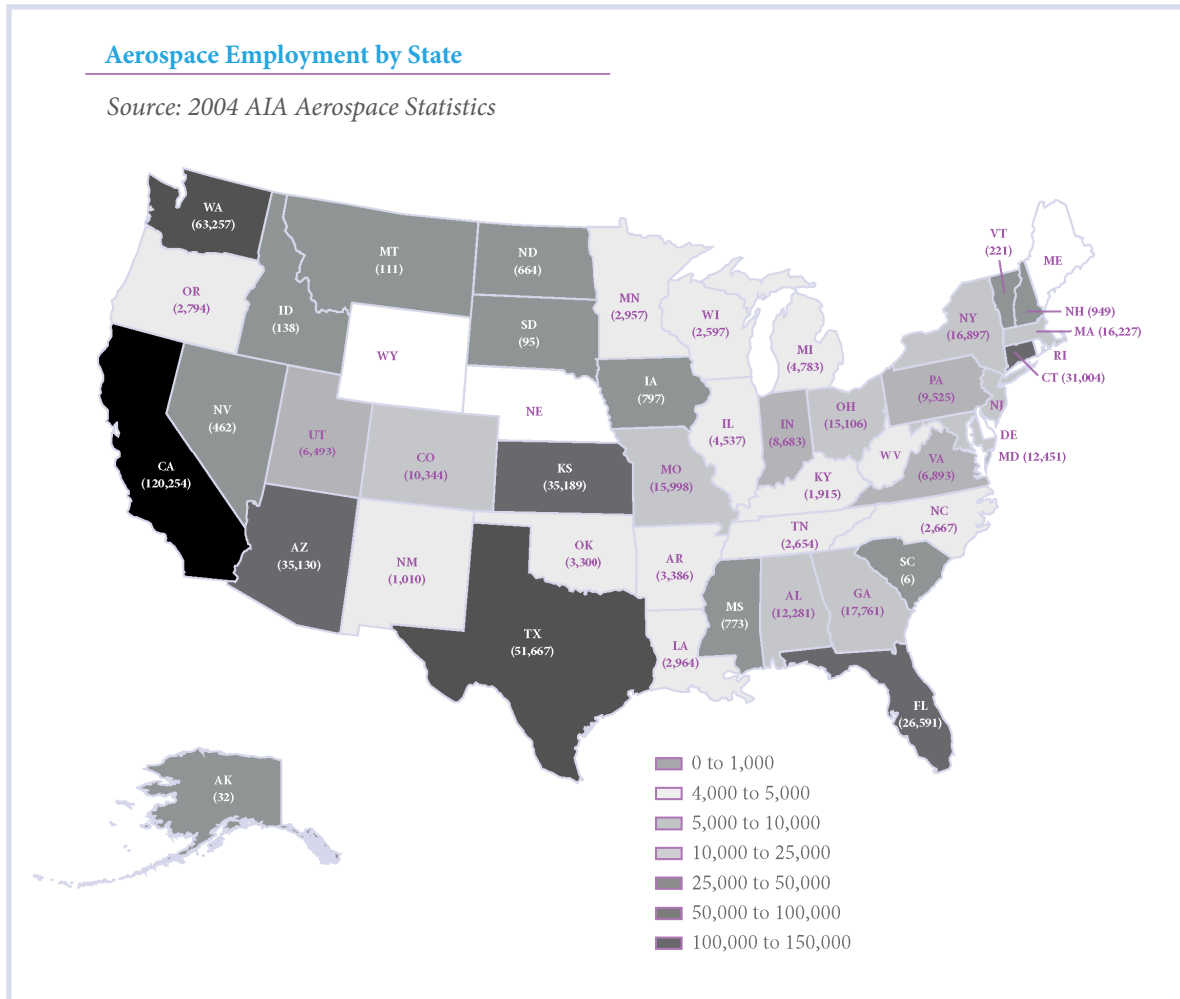 Aerospace Employment by State
Source: 2004 AIA Aerospace Statistics
WA
(63,257)
OR
(2,794)
ID
(138)
MT
(111)
ND
(664)
SD
(95)
MN
(2,957)
WI
(2,597)
MI
(4,783)
VT
(221)
ME
NH (949)
MA (16,227)
RI
CT (31,004)
NY
(16,897)
PA
(9,525)
NJ
DE
MD (12,451)
WY
NE
IA
(797)
NV
(462)
UT
(6,493)
CO
(10,344)
CA
(120,254)
KS
(35,189)
MO
(15,998)
IL
(4,537)
IN
(8,683)
OH
(15,106)
WV
VA
(6,893)
KY
(1,915)
NC
(2,667)
TN
(2,654)
AZ
(35,130)
NM
(1,010)
OK
(3,300)
AR
(3,386)
SC
(6)
MS
(773)
AL
(12,281)
GA
(17,761)
TX
(51,667)
LA
(2,964)
FL
(26,591)
AK
(32)
0 to 1,000
4,000 to 5,000
5,000 to 10,000
10,000 to 25,000
25,000 to 50,000
50,000 to 100,000
100,000 to 150,000